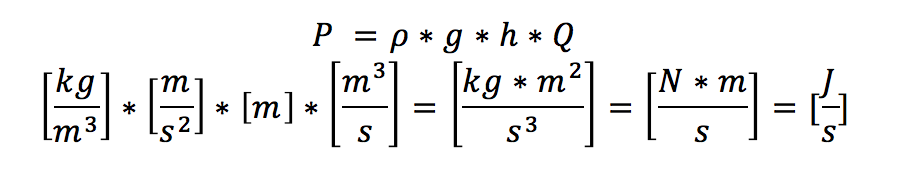 P = ρ * g * h * Q
[kg/m³] * [m/s²] * [m] * [m³/s] = [kg * m²/s³] = [N * m/s] = [J/s]